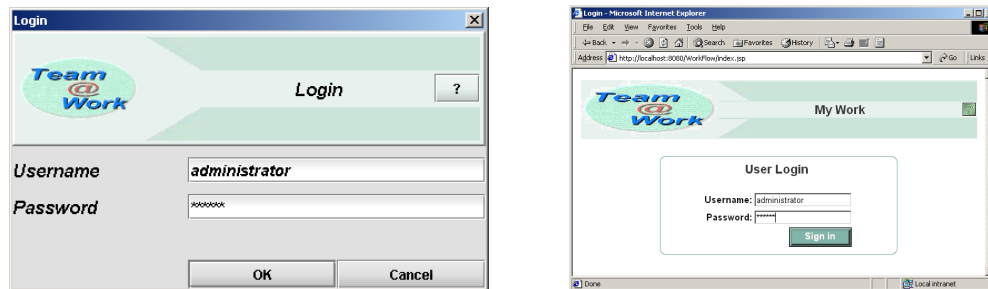 Login
Team
@
Work
Login
?
Username
administrator
Password
*******
OK
Cancel
Login - Microsoft Internet Explorer
File Edit View Favorites Tools Help
Back Search Favorites History
Address http://localhost:8080/WorkFlow/index.jsp Go Links
Team
@
Work
My Work
?
User Login
Username: administrator
Password: ******
Sign in
Done
Local intranet